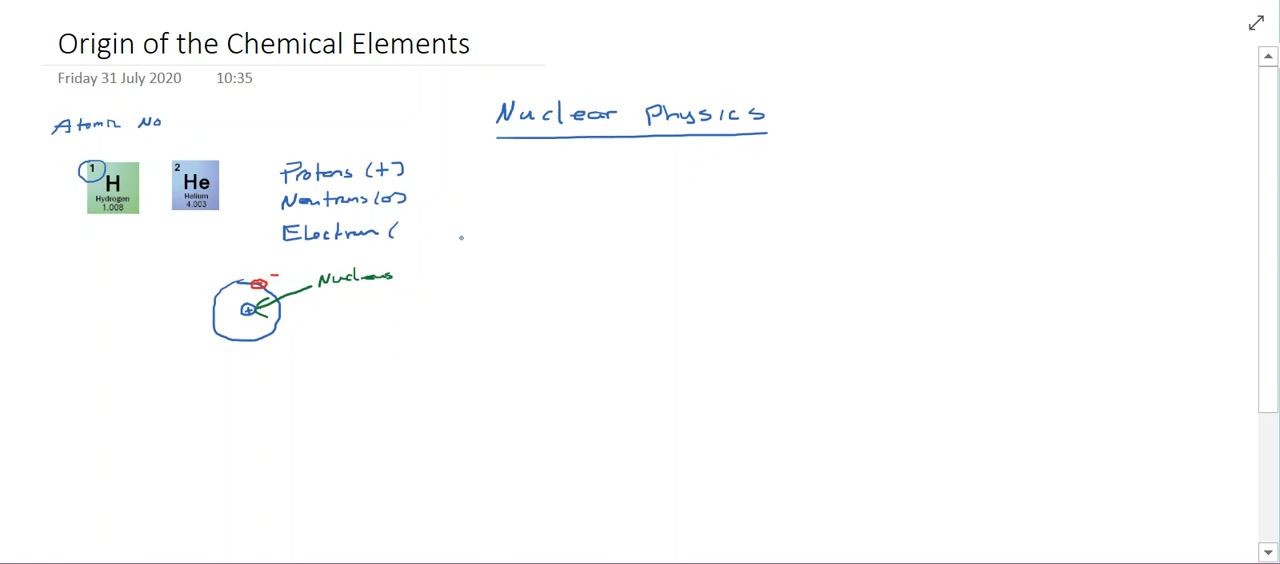 Origin of the Chemical Elements
Friday 31 July 2020 10:35
Nuclear Physics
Atomic No
1
H
Hydrogen
1.008
2
He
Helium
4.003
Protons (+)
Neutrons (0)
Electron (
-
Nucleus
+